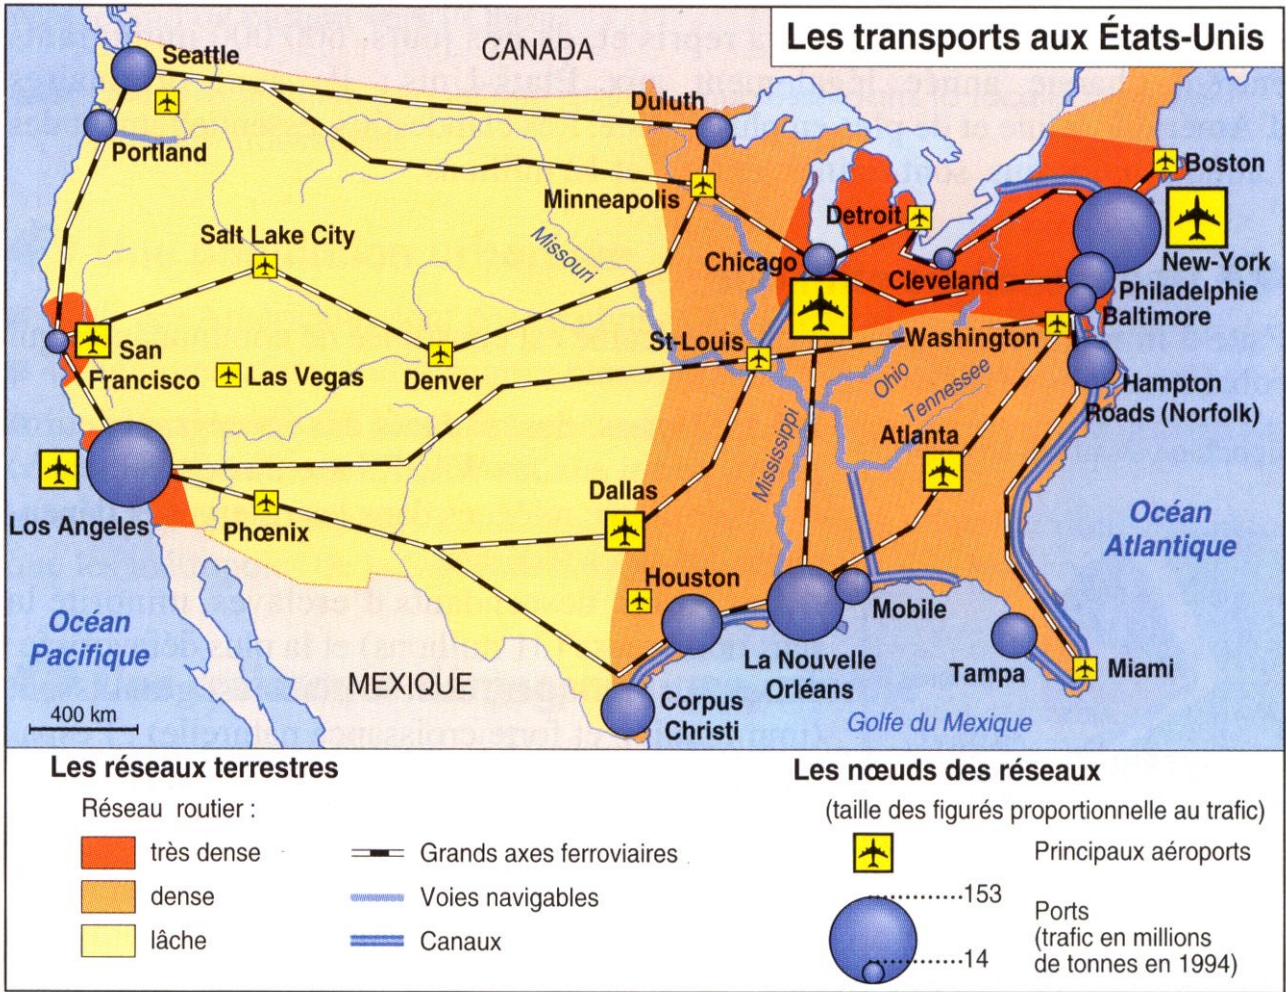 Les transports aux États-Unis
CANADA
Seattle
Duluth
Portland
Boston
Minneapolis
Detroit
Salt Lake City
Missouri
Chicago
Cleveland
New-York
Philadelphie
Baltimore
St-Louis
Washington
San
Francisco
Las Vegas
Denver
Ohio
Tennessee
Hampton
Roads (Norfolk)
Mississippi
Atlanta
Dallas
Los Angeles
Phœnix
Océan
Atlantique
Houston
Mobile
Océan
Pacifique
La Nouvelle
Orléans
Tampa
Miami
MEXIQUE
Corpus
Christi
Golfe du Mexique
400 km
Les réseaux terrestres
Réseau routier :
très dense
dense
lâche
Grands axes ferroviaires
Voies navigables
Canaux
Les nœuds des réseaux
(taille des figurés proportionnelle au trafic)
Principaux aéroports
153
14
Ports
(trafic en millions
de tonnes en 1994)